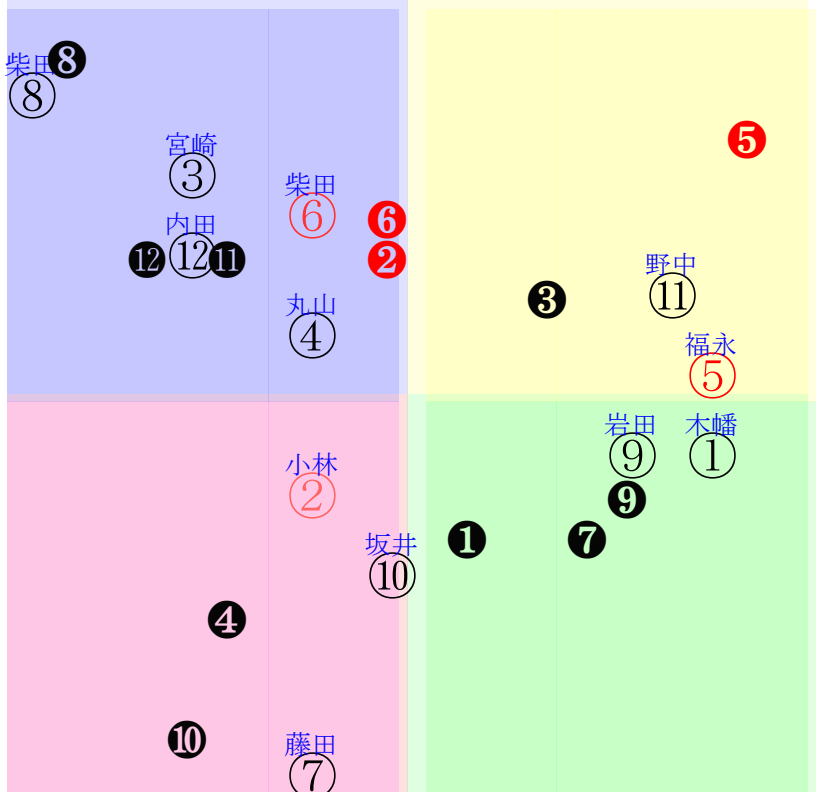 柴田 ❽
⑧
❺
宮崎
③
柴田
⑥ ❻
内田
⓬ ⑫ ⓫ ❷
野中
⑪
丸山 ❸
④
福永
⑤
岩田 木幡
⑨ ①
小林
② ❾
坂井 ❶ ❼
⑩
❹
❿
藤田
⑦